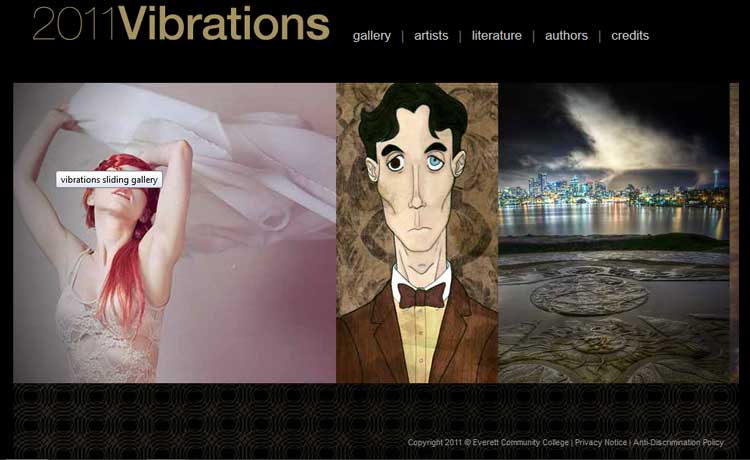 2011Vibrations
gallery | artists | literature | authors | credits
vibrations sliding gallery
Copyright 2011 © Everett Community College | Privacy Notice | Anti-Discrimination Policy